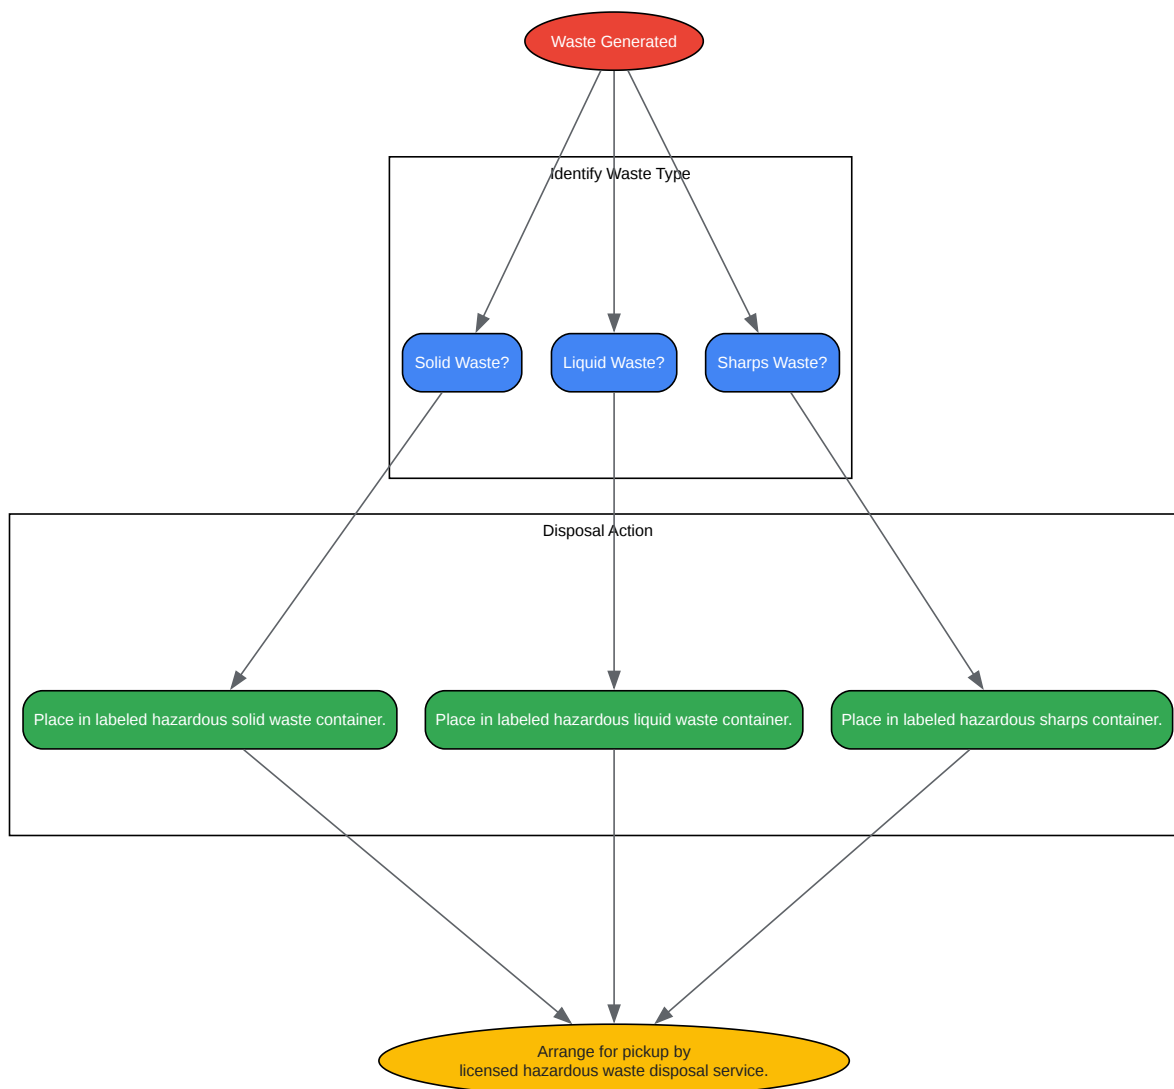 Waste Generated
Identify Waste Type
Solid Waste?
Liquid Waste?
Sharps Waste?
Disposal Action
Place in labeled hazardous solid waste container.
Place in labeled hazardous liquid waste container.
Place in labeled hazardous sharps container.
Arrange for pickup by
licensed hazardous waste disposal service.